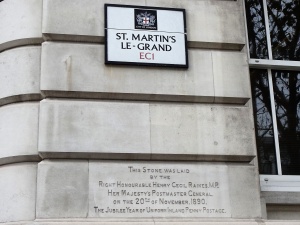 ST. MARTIN'S
LE-GRAND
EC1
THIS STONE WAS LAID
BY THE
RIGHT HONOURABLE HENRY CECIL RAIKES, M.P.
HER MAJESTY'S POSTMASTER GENERAL
ON THE 20TH OF NOVEMBER, 1890,
THE JUBILEE YEAR OF UNIFORM INLAND PENNY POSTAGE.